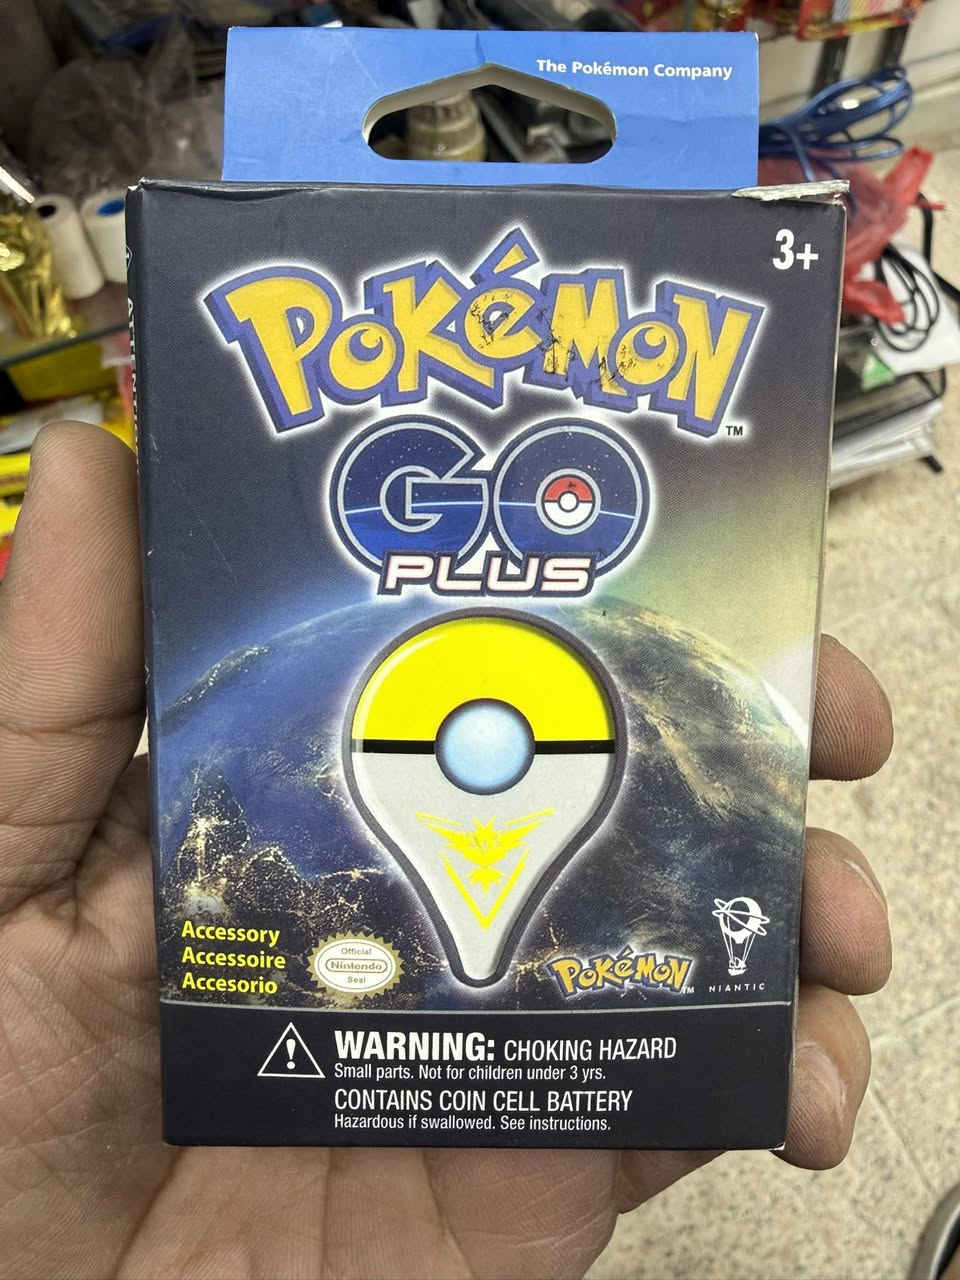 The Pokémon Company
3+
POKéMON
TM
GO
PLUS
Accessory
Accessoire
Accesorio
Official
Nintendo
Seal
POKéMON
TM
NIANTIC
WARNING: CHOKING HAZARD
Small parts. Not for children under 3 yrs.
CONTAINS COIN CELL BATTERY
Hazardous if swallowed. See instructions.